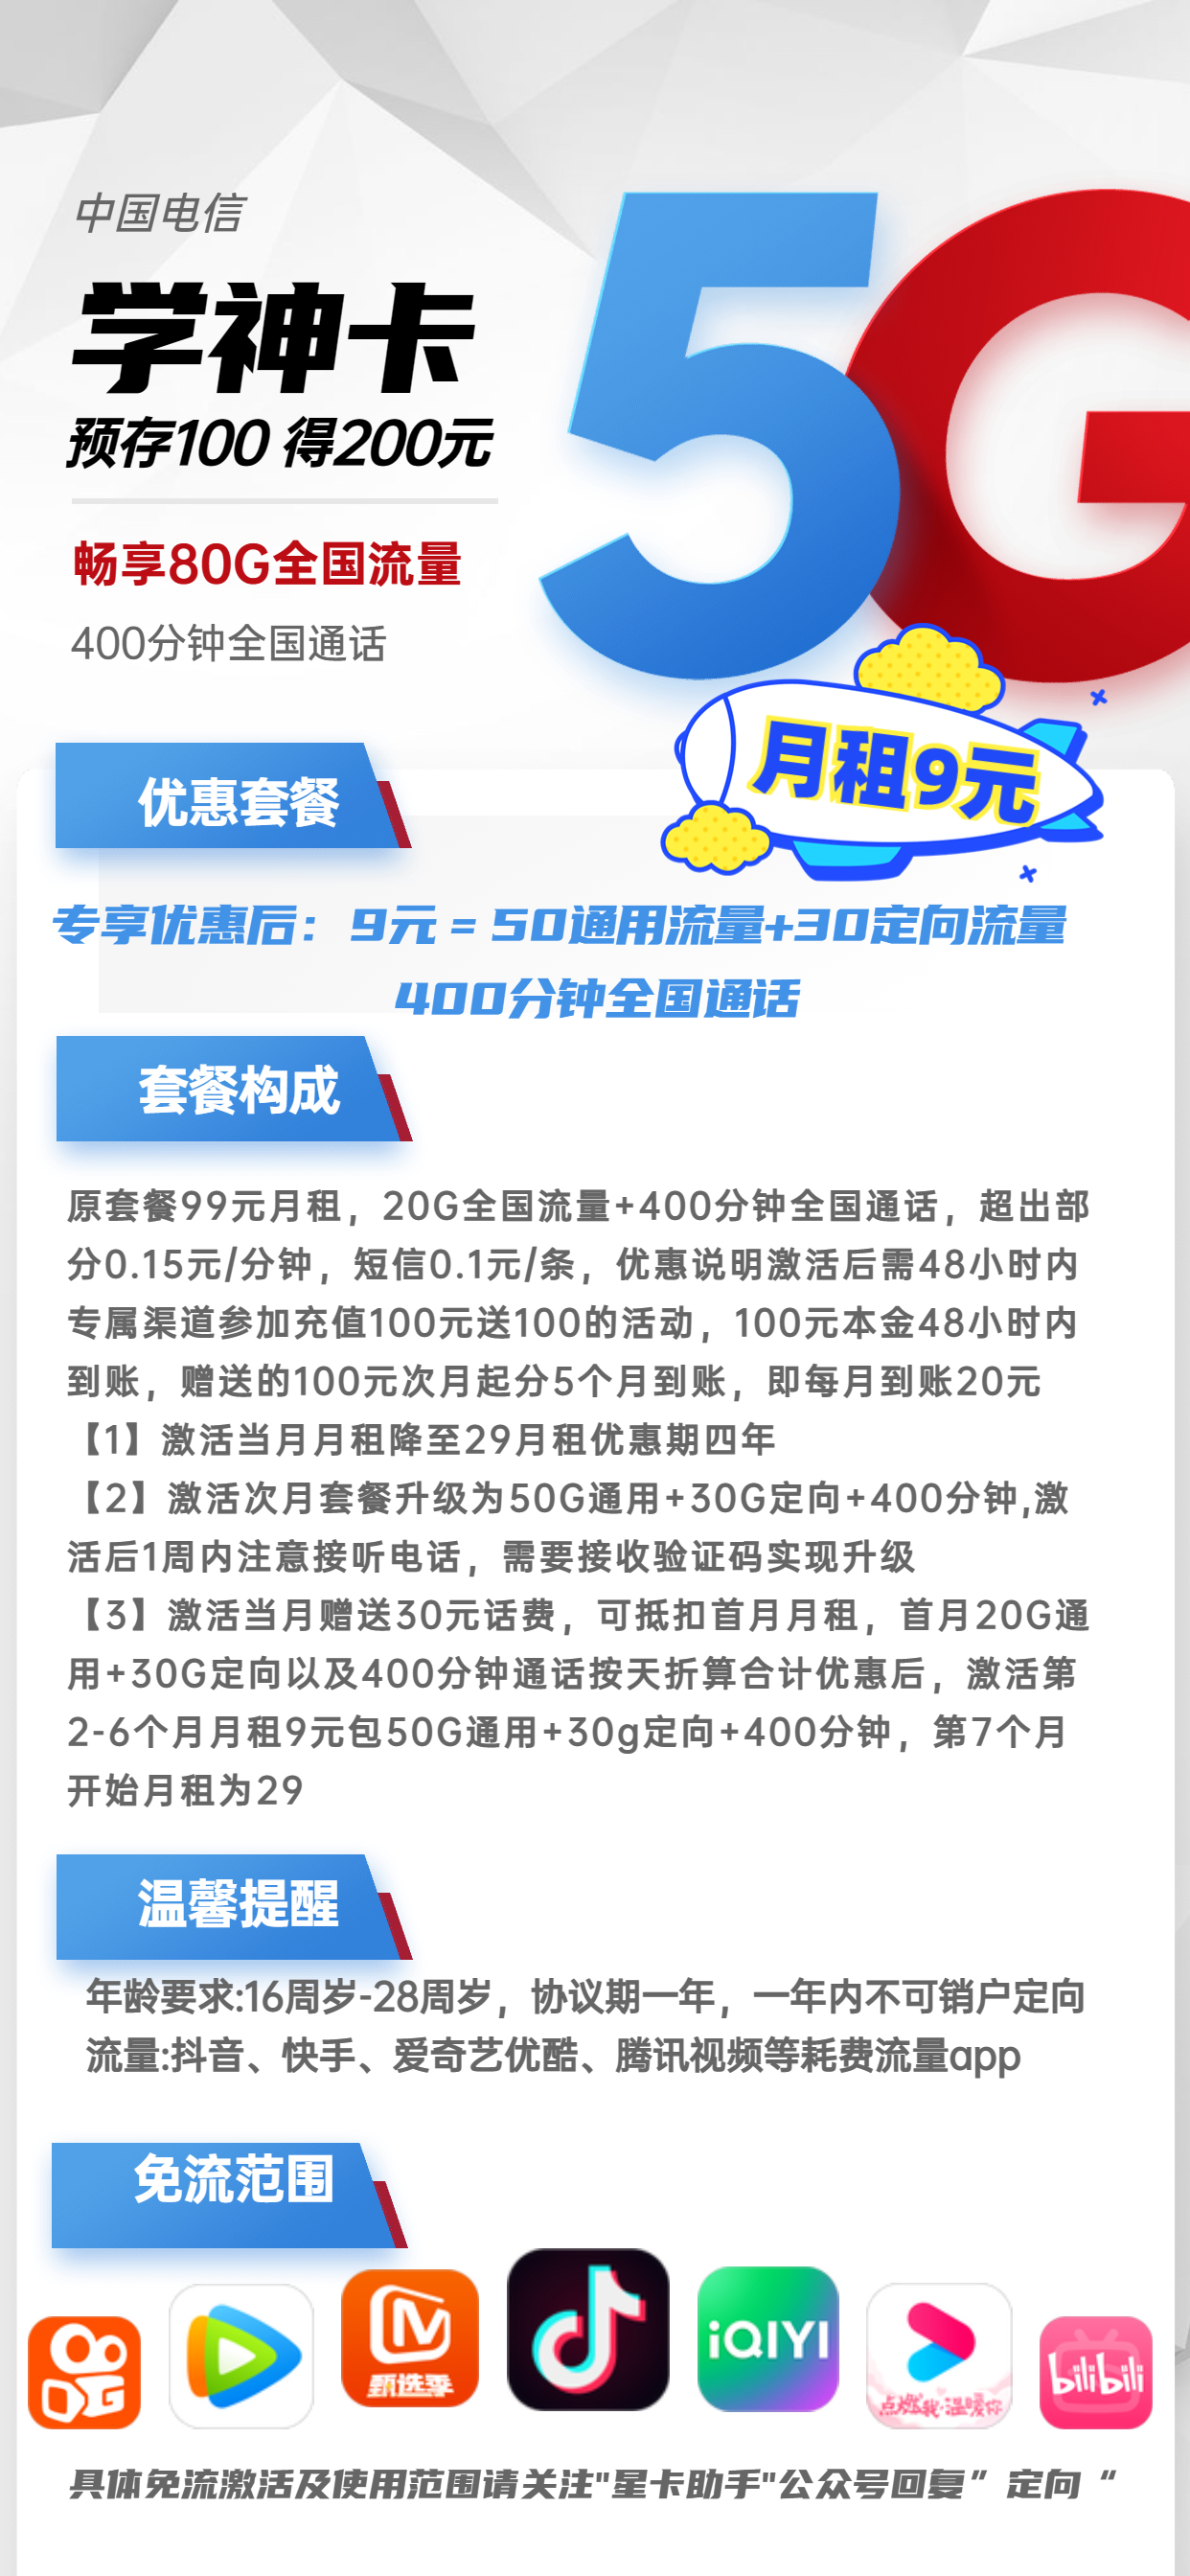 中国电信
学神卡
预存100 得200元
畅享80G全国流量
400分钟全国通话
5G
月租9元
优惠套餐
专享优惠后：9元=50通用流量+30定向流量
400分钟全国通话
套餐构成
原套餐99元月租，20G全国流量+400分钟全国通话，超出部
分0.15元/分钟，短信0.1元/条，优惠说明激活后需48小时内
专属渠道参加充值100元送100的活动，100元本金48小时内
到账，赠送的100元次月起分5个月到账，即每月到账20元
【1】激活当月月租降至29月租优惠期四年
【2】激活次月套餐升级为50G通用+30G定向+400分钟,激
活后1周内注意接听电话，需要接收验证码实现升级
【3】激活当月赠送30元话费，可抵扣首月月租，首月20G通
用+30G定向以及400分钟通话按天折算合计优惠后，激活第
2-6个月月租9元包50G通用+30g定向+400分钟，第7个月
开始月租为29
温馨提醒
年龄要求:16周岁-28周岁，协议期一年，一年内不可销户定向
流量:抖音、快手、爱奇艺优酷、腾讯视频等耗费流量app
免流范围
甄选季
iQIYI
点燃我·温暖你
bilibili
具体免流激活及使用范围请关注"星卡助手"公众号回复”定向“